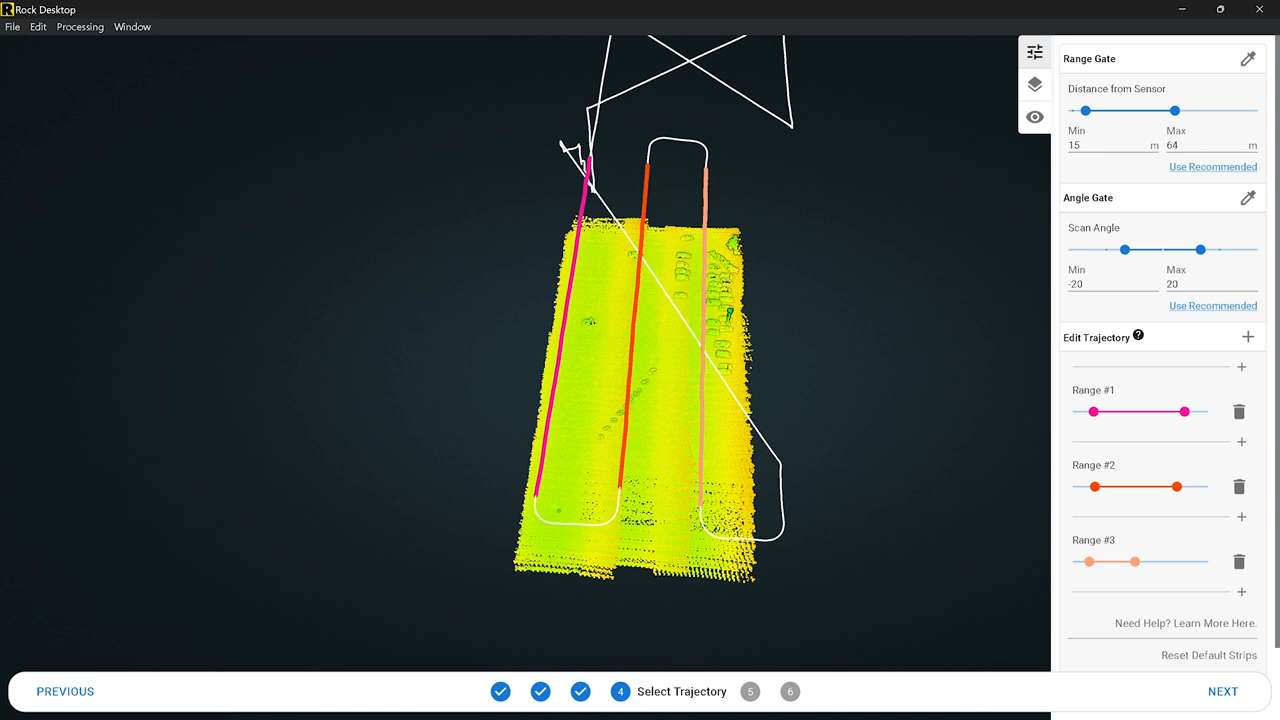 Rock Desktop
File Edit Processing Window
Range Gate
Distance from Sensor
Min Max
15 m 64 m
Use Recommended
Angle Gate
Scan Angle
Min Max
-20 20
Use Recommended
Edit Trajectory ?
Range #1
Range #2
Range #3
Need Help? Learn More Here.
Reset Default Strips
PREVIOUS 4 Select Trajectory 5 6 NEXT